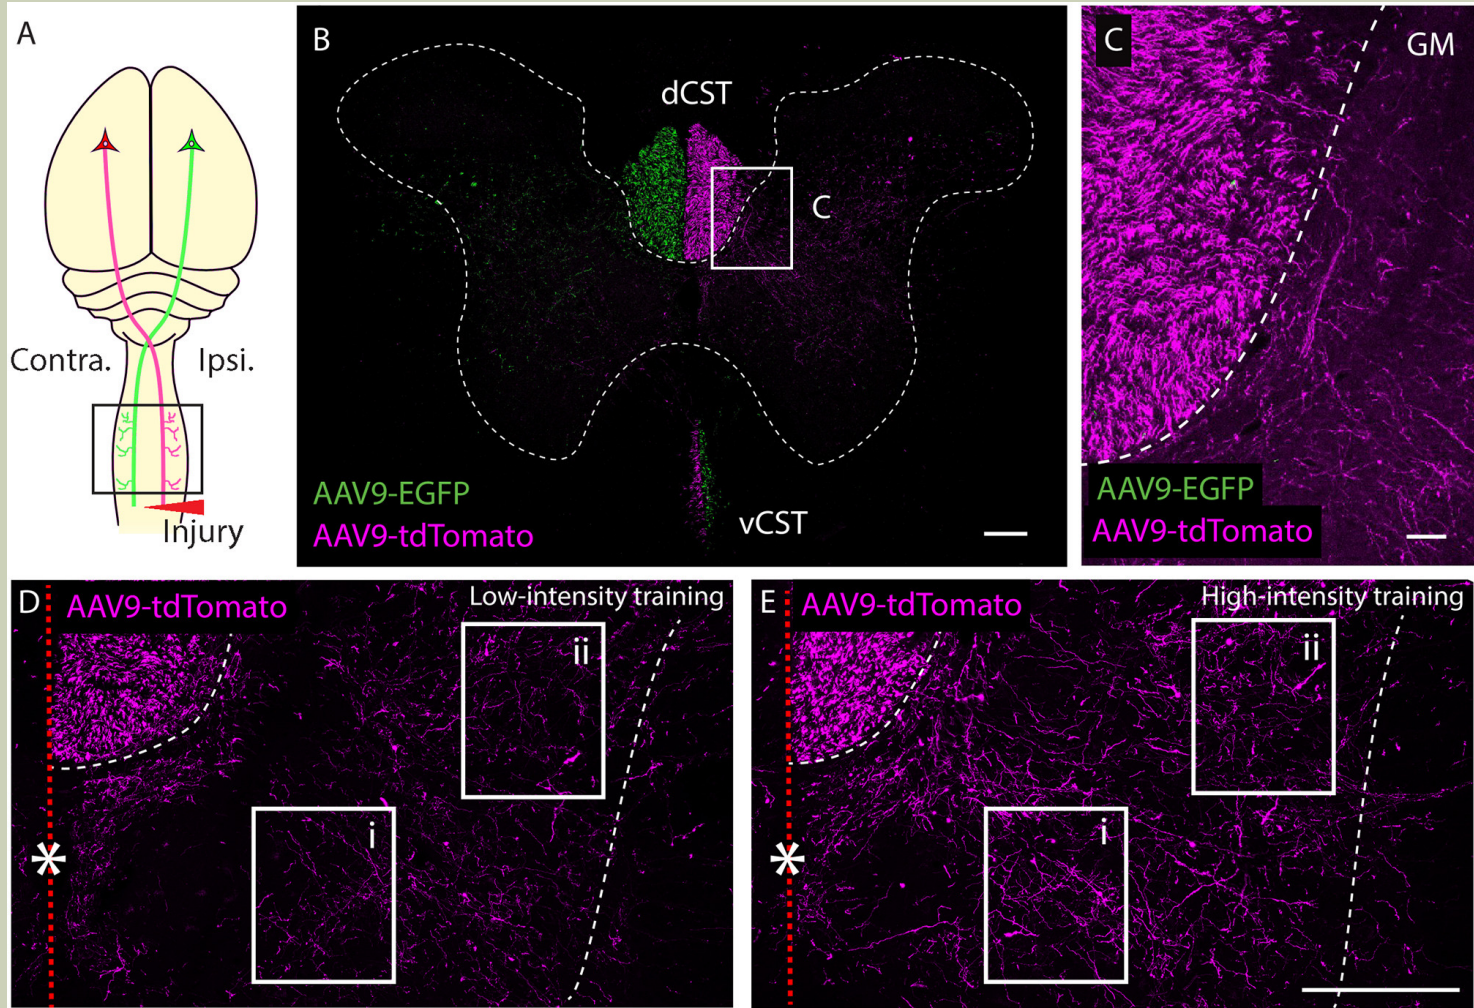 A
Contra.
Ipsi.
Injury
B
dCST
C
AAV9-EGFP
AAV9-tdTomato
vCST
C
GM
AAV9-EGFP
AAV9-tdTomato
D
AAV9-tdTomato
Low-intensity training
ii
i
*
E
AAV9-tdTomato
High-intensity training
ii
i
*